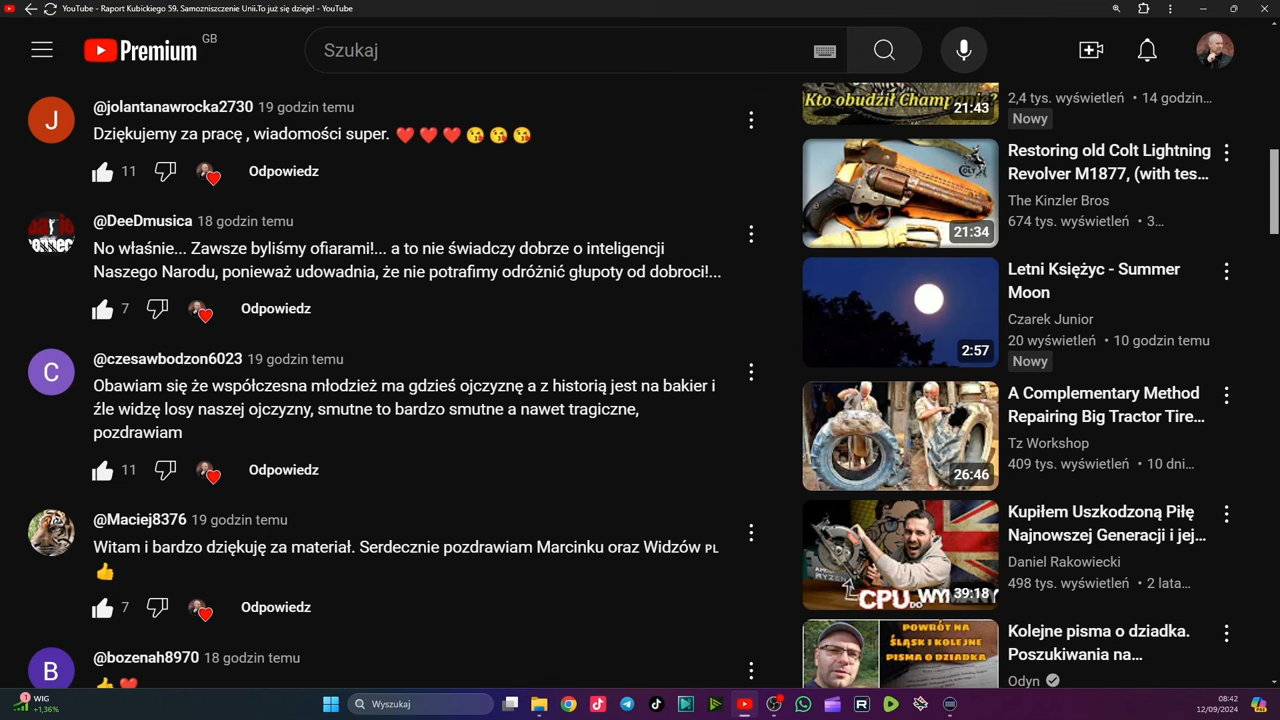 YouTube - Raport Kubickiego 59. Samozniszczenie Unii.To już się dzieje! - YouTube
Premium GB
Szukaj
@jolantanawrocka2730 19 godzin temu
Dziękujemy za pracę , wiadomości super. ❤️ ❤️ ❤️ 😘 😘 😘
11 Odpowiedz
@DeeDmusica 18 godzin temu
No właśnie... Zawsze byliśmy ofiarami!... a to nie świadczy dobrze o inteligencji
Naszego Narodu, ponieważ udowadnia, że nie potrafimy odróżnić głupoty od dobroci!...
7 Odpowiedz
@czesawbodzon6023 19 godzin temu
Obawiam się że współczesna młodzież ma gdzieś ojczyznę a z historią jest na bakier i
źle widzę losy naszej ojczyzny, smutne to bardzo smutne a nawet tragiczne,
pozdrawiam
11 Odpowiedz
@Maciej8376 19 godzin temu
Witam i bardzo dziękuję za materiał. Serdecznie pozdrawiam Marcinku oraz Widzów PL
👍
7 Odpowiedz
@bozenah8970 18 godzin temu
👍❤️
Kto obudził Champanie?
21:43
2,4 tys. wyświetleń • 14 godzin...
Nowy
COLT
21:34
Restoring old Colt Lightning
Revolver M1877, (with tes...
The Kinzler Bros
674 tys. wyświetleń • 3...
2:57
Letni Księżyc - Summer
Moon
Czarek Junior
20 wyświetleń • 10 godzin temu
Nowy
26:46
A Complementary Method
Repairing Big Tractor Tire...
Tz Workshop
409 tys. wyświetleń • 10 dni...
CPU DO WYMIANY
39:18
Kupiłem Uszkodzoną Piłę
Najnowszej Generacji i jej...
Daniel Rakowiecki
498 tys. wyświetleń • 2 lata...
POWRÓT NA
ŚLĄSK I KOLEJNE
PISMA O DZIADKA
Kolejne pisma o dziadka.
Poszukiwania na...
Odyn
1
WIG
+1,36%
Wyszukaj
08:42
12/09/2024